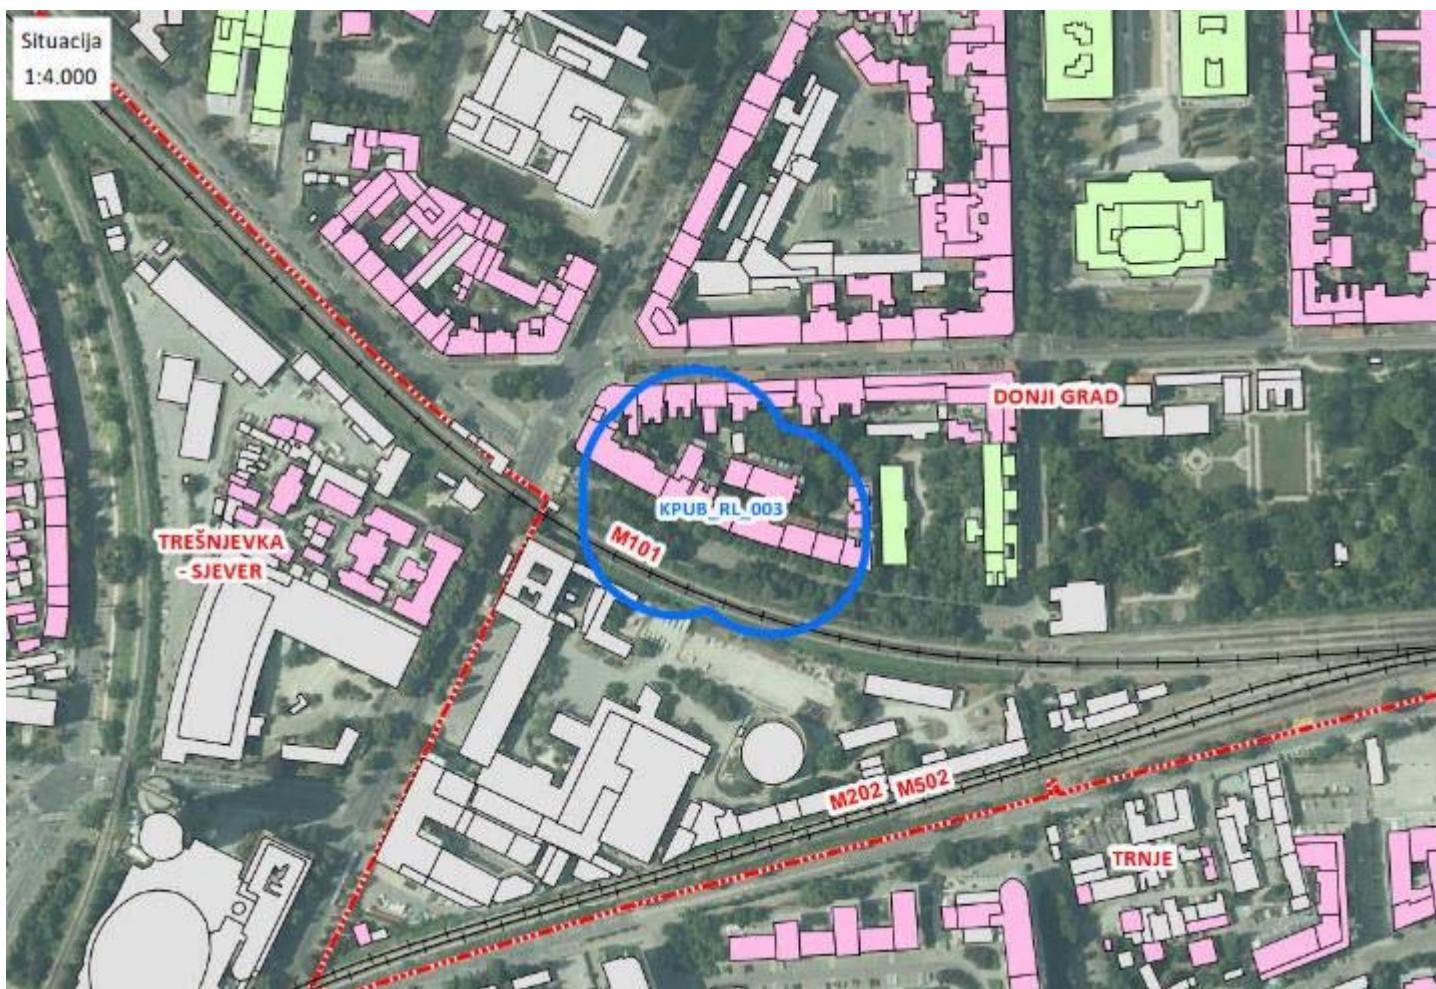 Situacija
1:4.000
DONJI GRAD
KPUB_RL_003
M101
TREŠNJEVKA
- SJEVER
M202
M502
TRNJE